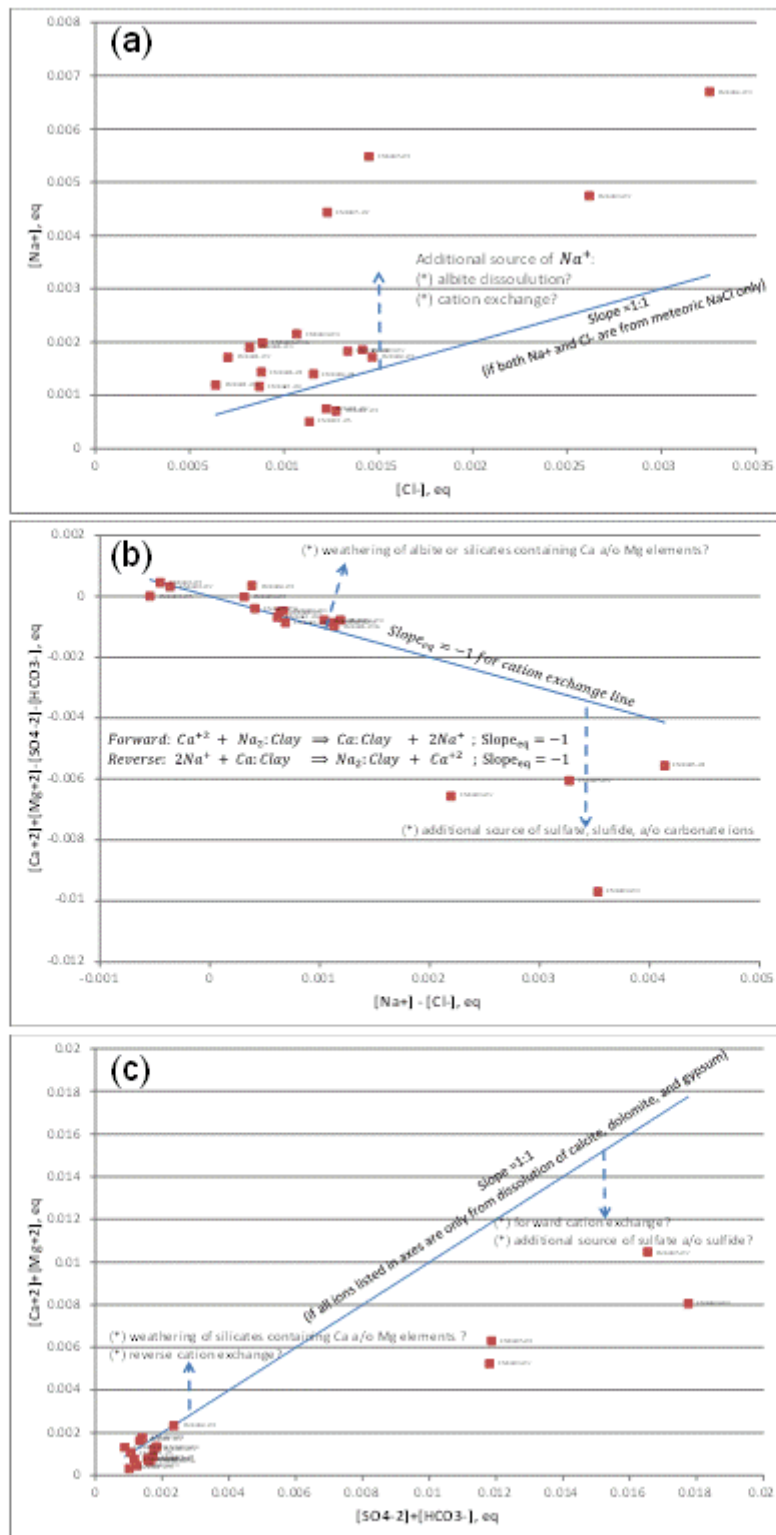 (a)
0.008
0.007
0.006
0.005
0.004
0.003
0.002
0.001
0
[Na+], eq
Additional source of Na⁺:
(*) albite dissoulution?
(*) cation exchange?
Slope =1:1
(if both Na+ and Cl- are from meteoric NaCl only)
0 0.0005 0.001 0.0015 0.002 0.0025 0.003 0.0035
[Cl-], eq
(b)
0.002
0
-0.002
-0.004
-0.006
-0.008
-0.01
-0.012
[Ca+2]+[Mg+2]-[SO4-2]-[HCO3-], eq
(*) weathering of albite or silicates containing Ca a/o Mg elements?
Slope_eq = −1 for cation exchange line
Forward: Ca⁺² + Na₂:Clay ⟹ Ca:Clay + 2Na⁺ ; Slope_eq = −1
Reverse: 2Na⁺ + Ca:Clay ⟹ Na₂:Clay + Ca⁺² ; Slope_eq = −1
(*) additional source of sulfate, slufide, a/o carbonate ions
-0.001 0 0.001 0.002 0.003 0.004 0.005
[Na+] - [Cl-], eq
(c)
0.02
0.018
0.016
0.014
0.012
0.01
0.008
0.006
0.004
0.002
0
[Ca+2]+[Mg+2], eq
Slope =1:1
(if all ions listed in axes are only from dissolution of calcite, dolomite, and gypsum)
(*) forward cation exchange?
(*) additional source of sulfate a/o sulfide?
(*) weathering of silicates containing Ca a/o Mg elements ?
(*) reverse cation exchange?
0 0.002 0.004 0.006 0.008 0.01 0.012 0.014 0.016 0.018 0.02
[SO4-2]+[HCO3-], eq